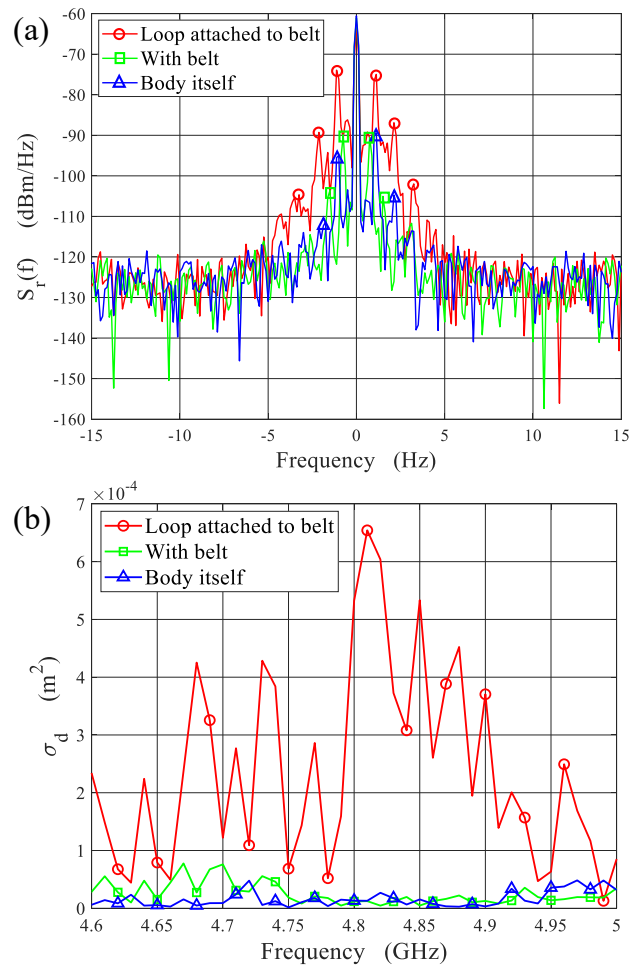 (a)
-60
-70
-80
-90
-100
-110
-120
-130
-140
-150
-160
S_r(f) (dBm/Hz)
Loop attached to belt
With belt
Body itself
-15 -10 -5 0 5 10 15
Frequency (Hz)
(b)
×10^-4
7
6
5
4
3
2
1
0
σ_d (m^2)
Loop attached to belt
With belt
Body itself
4.6 4.65 4.7 4.75 4.8 4.85 4.9 4.95 5
Frequency (GHz)